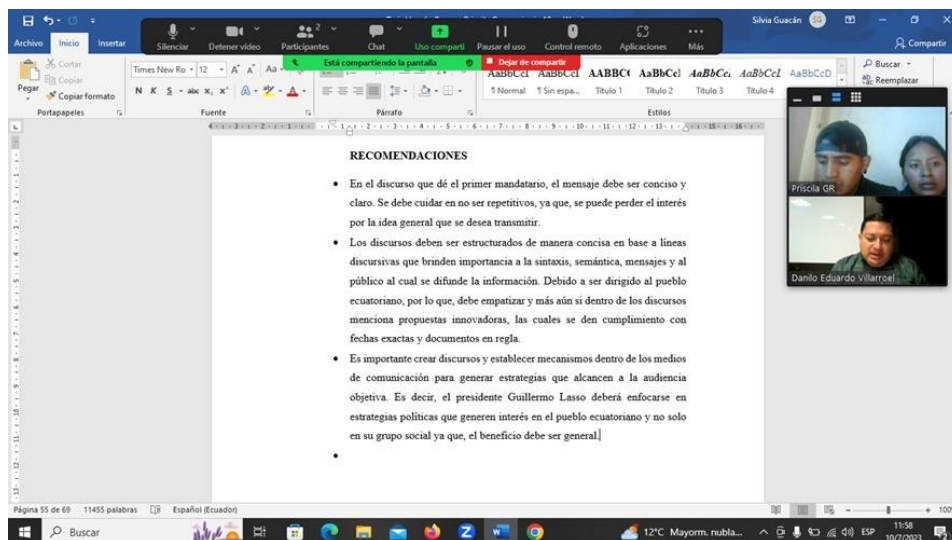 Silvia Guacán SG
Archivo Inicio Insertar
Silenciar Detener video Participantes 2 Chat Uso comparti Pausar el uso Control remoto Aplicaciones Más
Compartir
Está compartiendo la pantalla Dejar de compartir
Cortar
Copiar
Copiar formato
Pegar
Portapapeles
Times New Ro 12
N K S abc x₂ x²
Fuente
Párrafo
AaBbCcI AaBbCcI AABBC( AaBbCcl AaBbCc. AaBbCcL AaBbCcD
¶ Normal ¶ Sin espa... Título 1 Título 2 Título 3 Título 4
Estilos
Buscar
Reemplazar
Priscila GR
Danilo Eduardo Villarroel
RECOMENDACIONES
• En el discurso que dé el primer mandatario, el mensaje debe ser conciso y
claro. Se debe cuidar en no ser repetitivos, ya que, se puede perder el interés
por la idea general que se desea transmitir.
• Los discursos deben ser estructurados de manera concisa en base a líneas
discursivas que brinden importancia a la sintaxis, semántica, mensajes y al
público al cual se difunde la información. Debido a ser dirigido al pueblo
ecuatoriano, por lo que, debe empatizar y más aún si dentro de los discursos
menciona propuestas innovadoras, las cuales se den cumplimiento con
fechas exactas y documentos en regla.
• Es importante crear discursos y establecer mecanismos dentro de los medios
de comunicación para generar estrategias que alcancen a la audiencia
objetiva. Es decir, el presidente Guillermo Lasso deberá enfocarse en
estrategias políticas que generen interés en el pueblo ecuatoriano y no solo
en su grupo social ya que, el beneficio debe ser general.
•
Página 55 de 69 11455 palabras Español (Ecuador) 100
Buscar 12°C Mayorm. nubla... ESP 11:58
10/7/2023